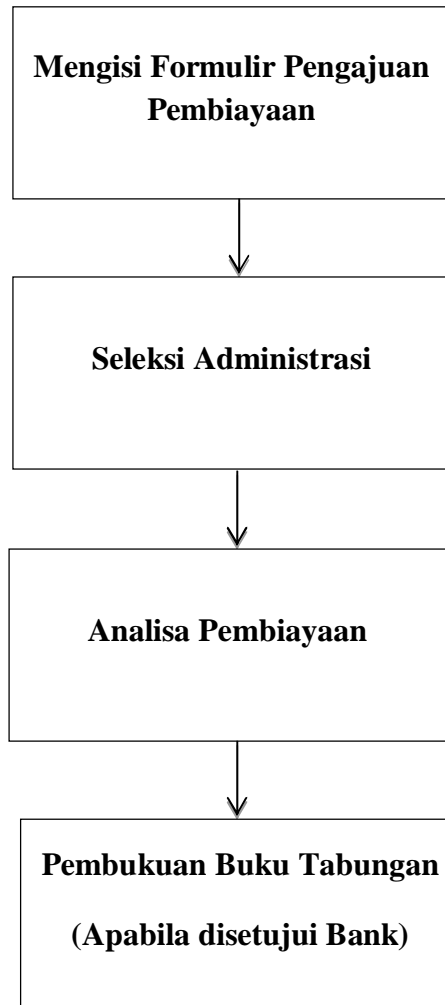 Mengisi Formulir Pengajuan
Pembiayaan
Seleksi Administrasi
Analisa Pembiayaan
Pembukuan Buku Tabungan
(Apabila disetujui Bank)